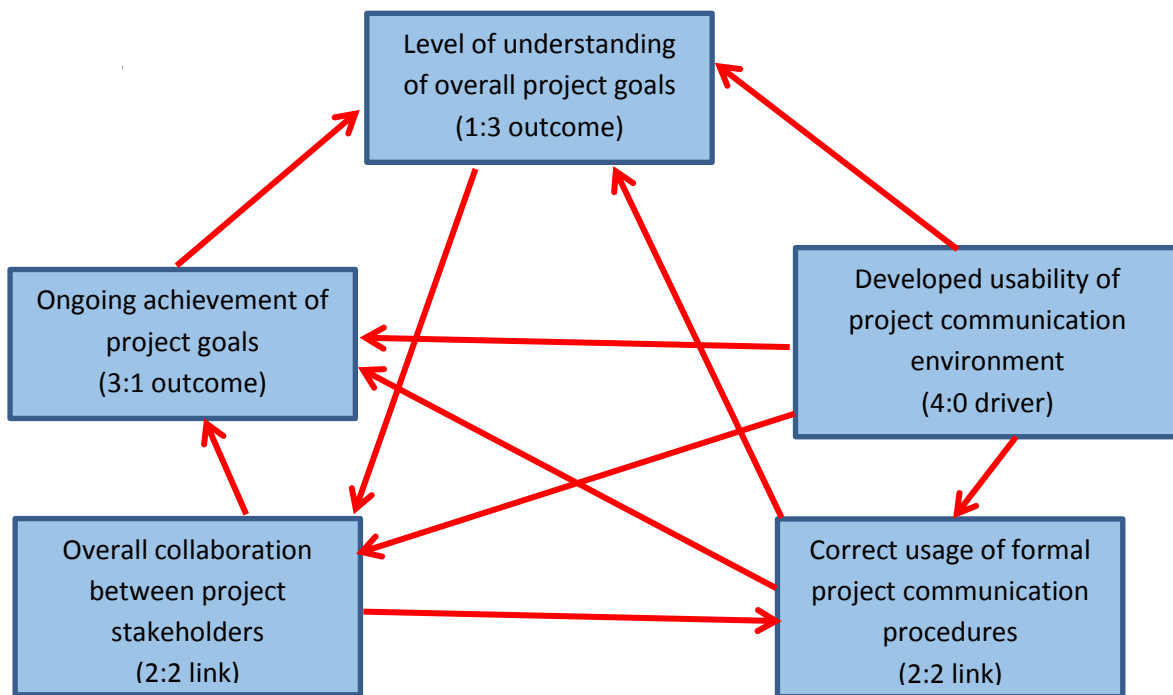 Level of understanding
of overall project goals
(1:3 outcome)
Ongoing achievement of
project goals
(3:1 outcome)
Developed usability of
project communication
environment
(4:0 driver)
Overall collaboration
between project
stakeholders
(2:2 link)
Correct usage of formal
project communication
procedures
(2:2 link)